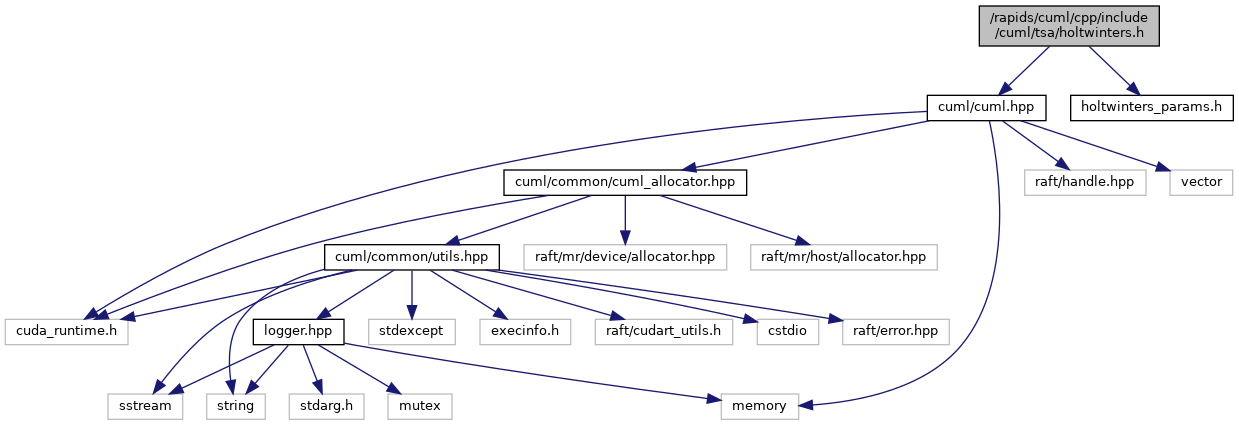 /rapids/cuml/cpp/include
/cuml/tsa/holtwinters.h
cuml/cuml.hpp
holtwinters_params.h
cuml/common/cuml_allocator.hpp
raft/handle.hpp
vector
cuml/common/utils.hpp
raft/mr/device/allocator.hpp
raft/mr/host/allocator.hpp
cuda_runtime.h
logger.hpp
stdexcept
execinfo.h
raft/cudart_utils.h
cstdio
raft/error.hpp
sstream
string
stdarg.h
mutex
memory